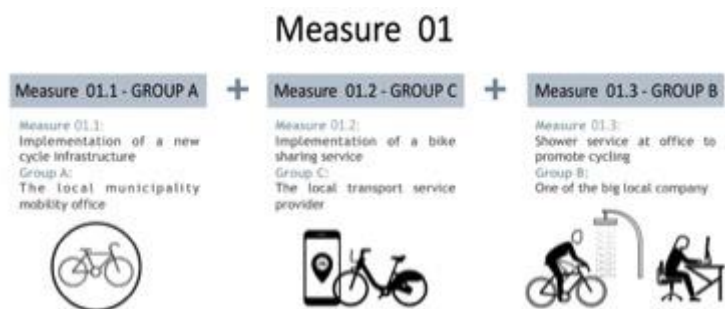 Measure 01
Measure 01.1 - GROUP A
+
Measure 01.2 - GROUP C
+
Measure 01.3 - GROUP B
Measure 01.1:
Implementation of a new
cycle infrastructure
Group A:
The local municipality
mobility office
Measure 01.2:
Implementation of a bike
sharing service
Group C:
The local transport service
provider
Measure 01.3:
Shower service at office to
promote cycling
Group B:
One of the big local company